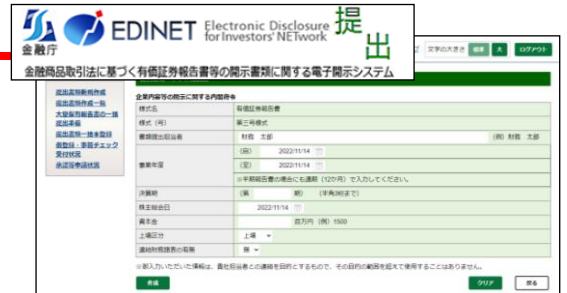 金融庁 EDINET Electronic Disclosure for Investors' NETwork 提出
金融商品取引法に基づく有価証券報告書等の開示書類に関する電子開示システム
文字の大きさ 標準 大 ログアウト
提出書類新規作成
提出書類作成一覧
大量保有報告書の一括提出準備
提出書類一括本登録
仮登録・事前チェック受付状況
承認等申請状況
企業内容等の開示に関する内閣府令
様式名 有価証券報告書
様式（号） 第三号様式
書類提出担当者 財務 太郎 （例）財務 太郎
事業年度 （自） 2022/11/14
（至） 2022/11/14
※半期報告書の場合にも通期（12か月）で入力してください。
決算期 （第 期） （半角3桁まで）
株主総会日 2022/11/14
資本金 百万円 （例）1500
上場区分 上場
連結財務諸表の有無 無
※御入力いただいた情報は、貴社担当者との連絡を目的とするもので、その目的の範囲を超えて使用することはありません。
作成 クリア 戻る